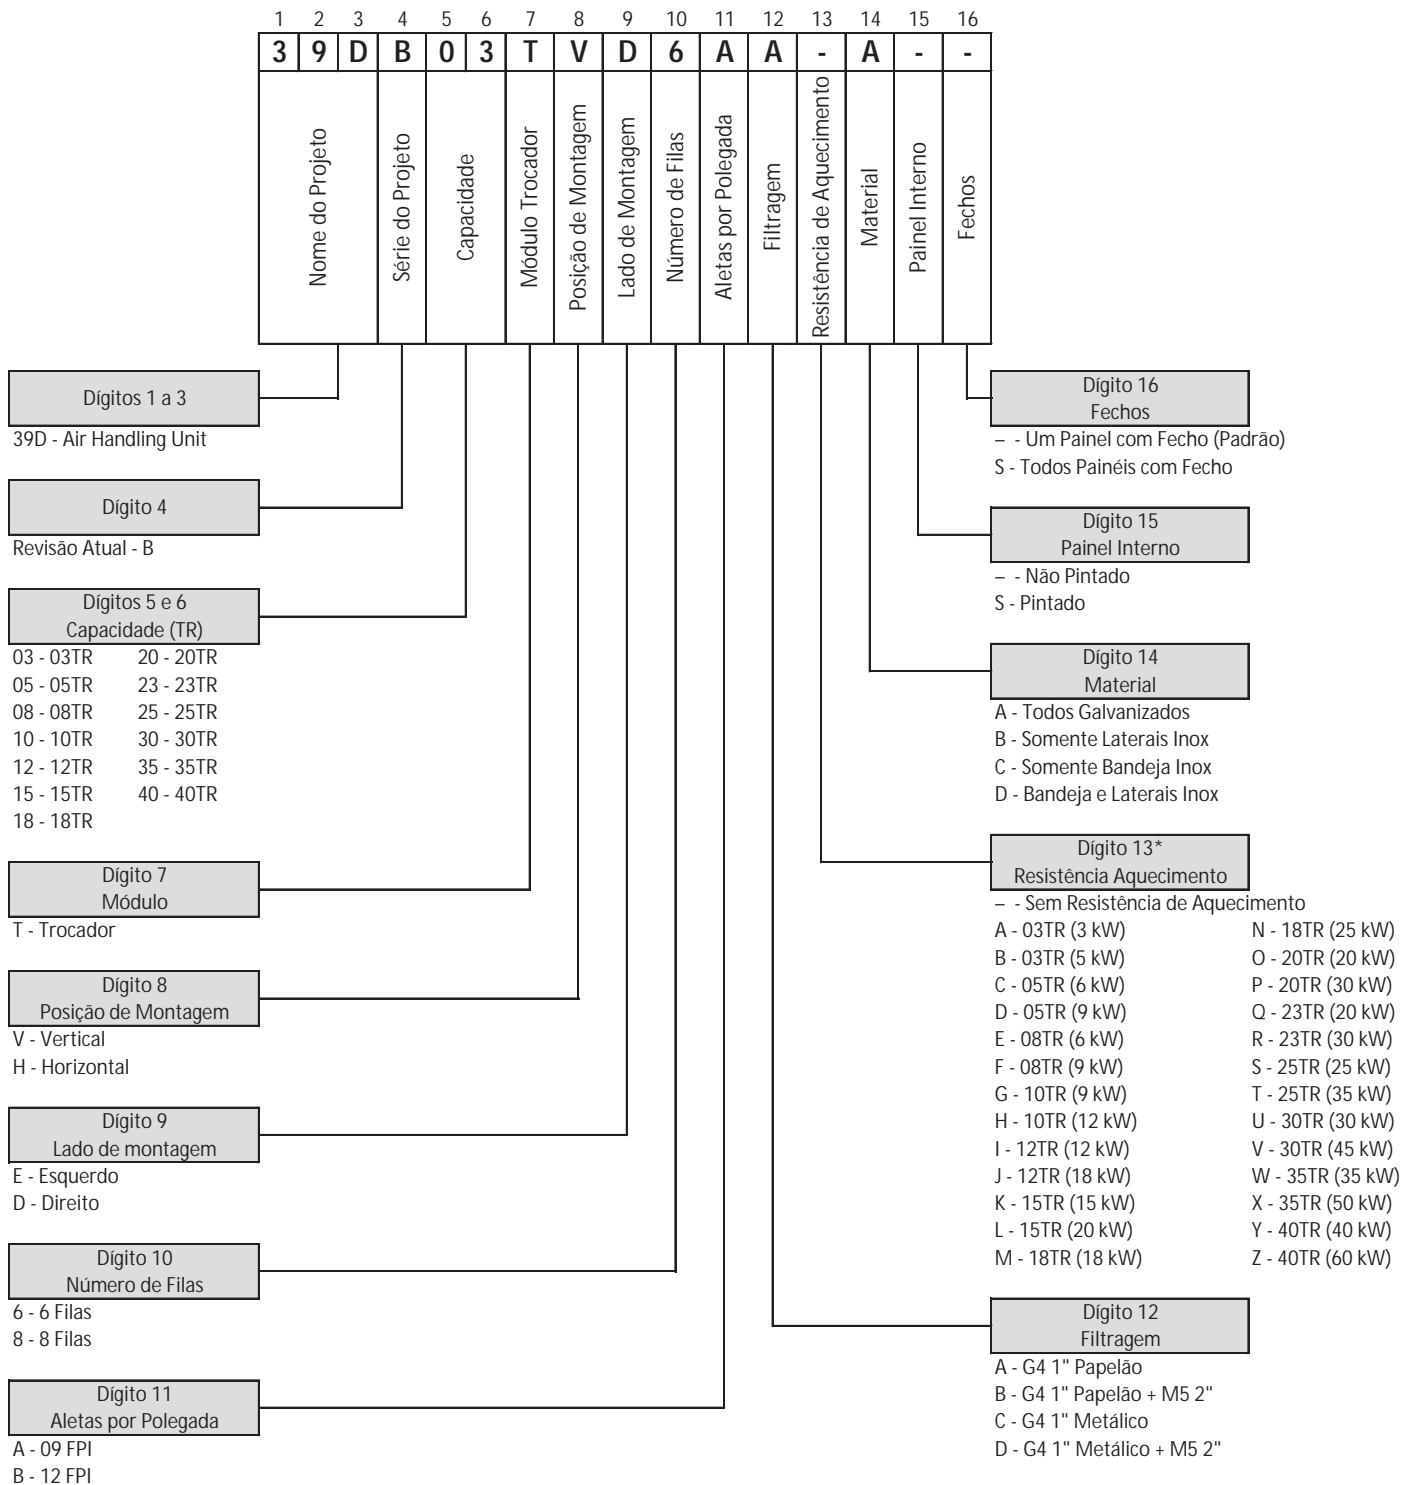 1 2 3 4 5 6 7 8 9 10 11 12 13 14 15 16
3 9 D B 0 3 T V D 6 A A - A - -
Nome do Projeto
Série do Projeto
Capacidade
Módulo Trocador
Posição de Montagem
Lado de Montagem
Número de Filas
Aletas por Polegada
Filtragem
Resistência de Aquecimento
Material
Painel Interno
Fechos
Dígitos 1 a 3
39D - Air Handling Unit
Dígito 4
Revisão Atual - B
Dígitos 5 e 6
Capacidade (TR)
03 - 03TR 20 - 20TR
05 - 05TR 23 - 23TR
08 - 08TR 25 - 25TR
10 - 10TR 30 - 30TR
12 - 12TR 35 - 35TR
15 - 15TR 40 - 40TR
18 - 18TR
Dígito 7
Módulo
T - Trocador
Dígito 8
Posição de Montagem
V - Vertical
H - Horizontal
Dígito 9
Lado de montagem
E - Esquerdo
D - Direito
Dígito 10
Número de Filas
6 - 6 Filas
8 - 8 Filas
Dígito 11
Aletas por Polegada
A - 09 FPI
B - 12 FPI
Dígito 16
Fechos
– - Um Painel com Fecho (Padrão)
S - Todos Painéis com Fecho
Dígito 15
Painel Interno
– - Não Pintado
S - Pintado
Dígito 14
Material
A - Todos Galvanizados
B - Somente Laterais Inox
C - Somente Bandeja Inox
D - Bandeja e Laterais Inox
Dígito 13*
Resistência Aquecimento
– - Sem Resistência de Aquecimento
A - 03TR (3 kW) N - 18TR (25 kW)
B - 03TR (5 kW) O - 20TR (20 kW)
C - 05TR (6 kW) P - 20TR (30 kW)
D - 05TR (9 kW) Q - 23TR (20 kW)
E - 08TR (6 kW) R - 23TR (30 kW)
F - 08TR (9 kW) S - 25TR (25 kW)
G - 10TR (9 kW) T - 25TR (35 kW)
H - 10TR (12 kW) U - 30TR (30 kW)
I - 12TR (12 kW) V - 30TR (45 kW)
J - 12TR (18 kW) W - 35TR (35 kW)
K - 15TR (15 kW) X - 35TR (50 kW)
L - 15TR (20 kW) Y - 40TR (40 kW)
M - 18TR (18 kW) Z - 40TR (60 kW)
Dígito 12
Filtragem
A - G4 1" Papelão
B - G4 1" Papelão + M5 2"
C - G4 1" Metálico
D - G4 1" Metálico + M5 2"